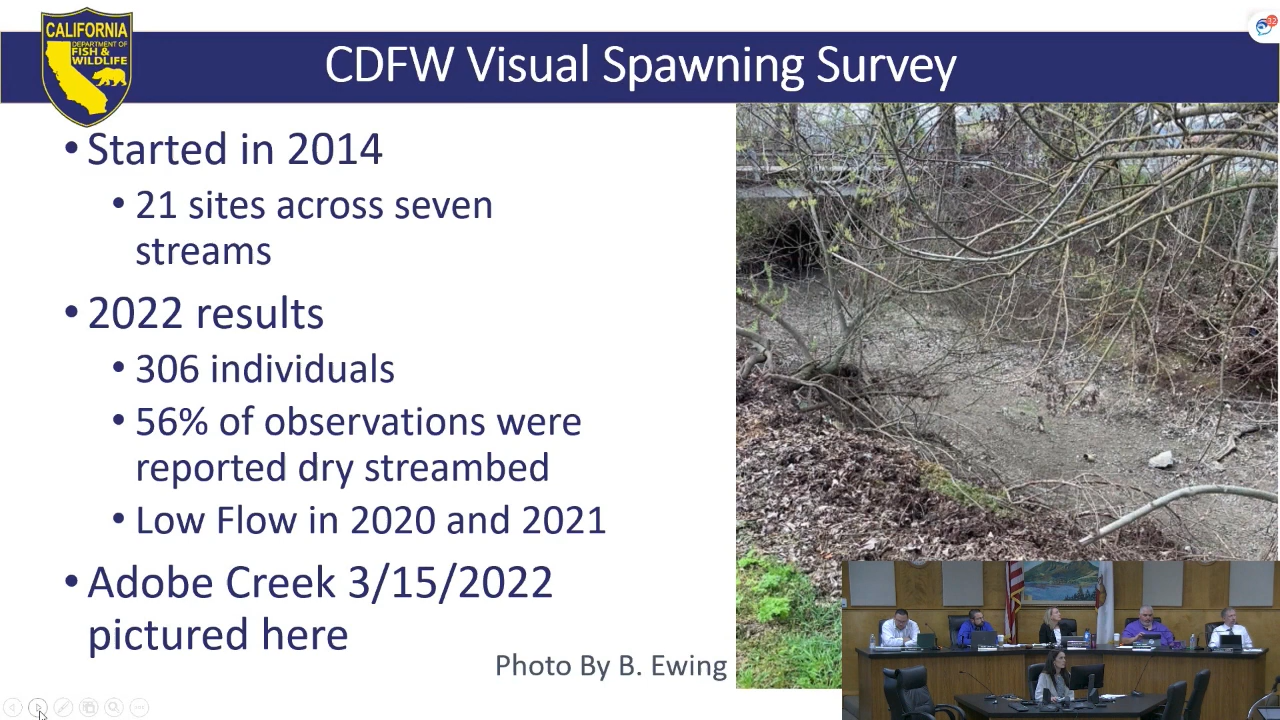 CALIFORNIA
DEPARTMENT OF
FISH &
WILDLIFE
CDFW Visual Spawning Survey
• Started in 2014
• 21 sites across seven
streams
• 2022 results
• 306 individuals
• 56% of observations were
reported dry streambed
• Low Flow in 2020 and 2021
• Adobe Creek 3/15/2022
pictured here
Photo By B. Ewing